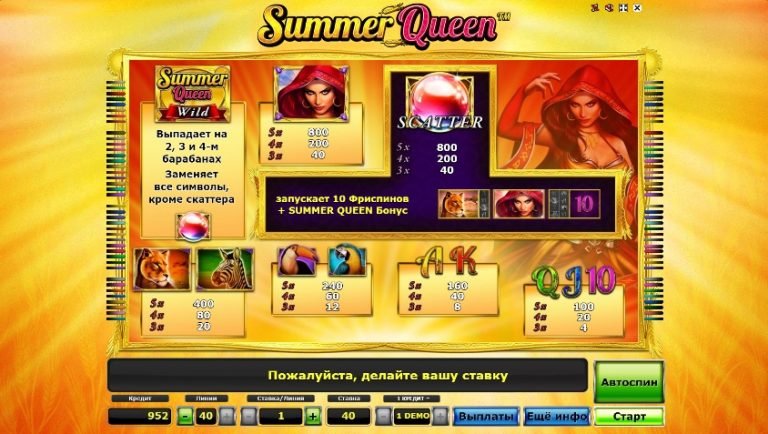 Summer Queen™
Summer
Queen
Wild
Выпадает на
2, 3 и 4-м
барабанах
Заменяет
все символы,
кроме скаттера
5x 800
4x 200
3x 40
SCATTER
5x 800
4x 200
3x 40
запускает 10 Фриспинов
+ SUMMER QUEEN Бонус
10
5x 400
4x 80
3x 20
5x 240
4x 60
3x 12
A K
5x 160
4x 40
3x 8
Q J 10
5x 100
4x 20
3x 4
Пожалуйста, делайте вашу ставку
Автоспин
Кредит Линии Ставка/Линия Ставка 1 КРЕДИТ =
952 - 40 + - 1 + 40 - 1 DEMO + Выплаты Ещё инфо Старт